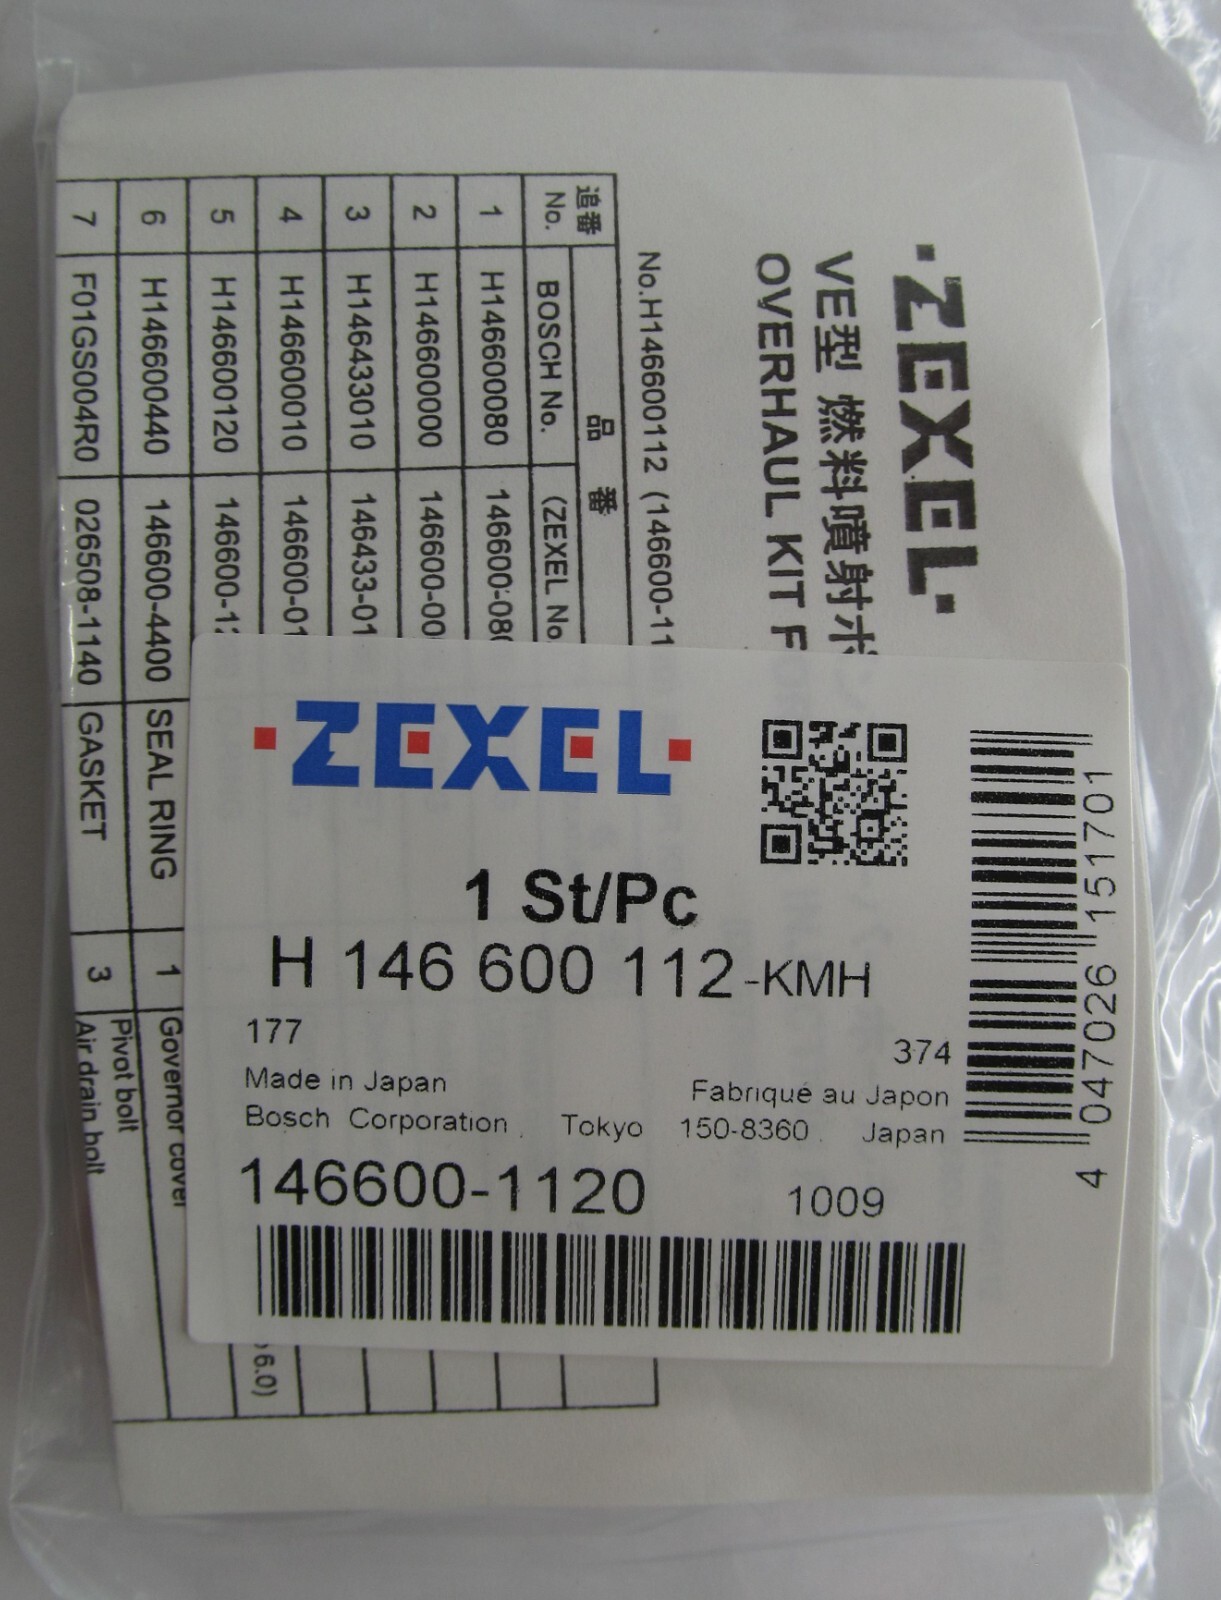 ZEXEL
VE型 燃料噴射ポ
OVERHAUL KIT F
No.H146600112 (146600-11
追番 品 番
No. BOSCH No. (ZEXEL No.
1 H146600080 146600-080
2 H146600000 146600-00
3 H146433010 146433-01
4 H146600010 146600-01
5 H146600120 146600-12
6.0)
6 H146600440 146600-4400 SEAL RING 1 Governor cover
7 F01GS004R0 026508-1140 GASKET 3 Pivot bolt
Air drain bolt
ZEXEL
1 St/Pc
H 146 600 112-KMH
177
374
Made in Japan Fabriqué au Japon
Bosch Corporation, Tokyo 150-8360, Japan
146600-1120 1009
4 047026 151701